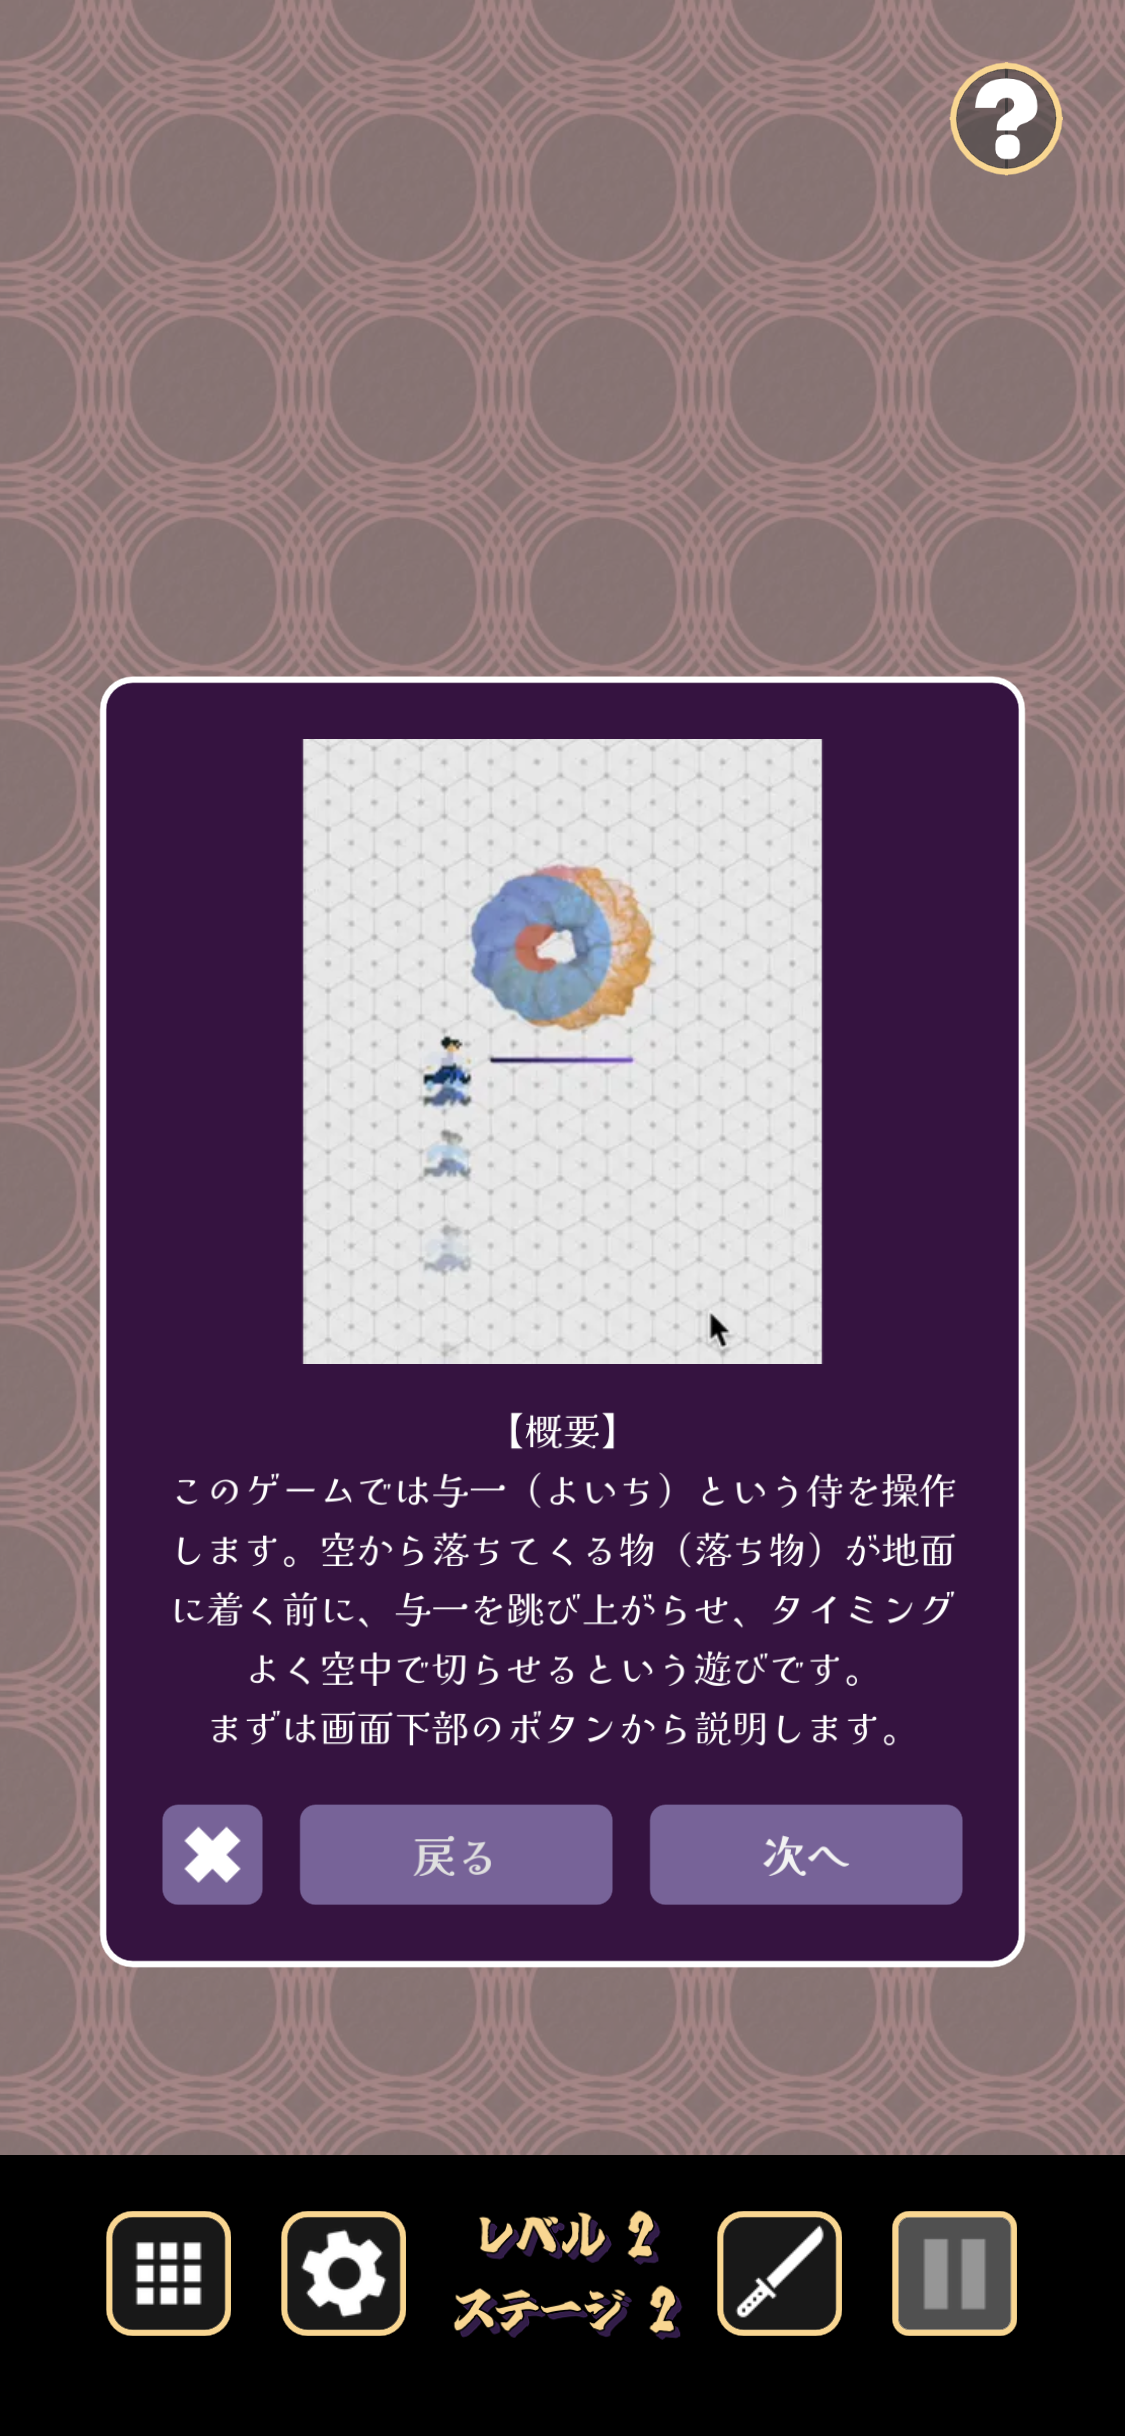 ?
【概要】
このゲームでは与一（よいち）という侍を操作
します。空から落ちてくる物（落ち物）が地面
に着く前に、与一を跳び上がらせ、タイミング
よく空中で切らせるという遊びです。
まずは画面下部のボタンから説明します。
戻る
次へ
レベル 2
ステージ 2